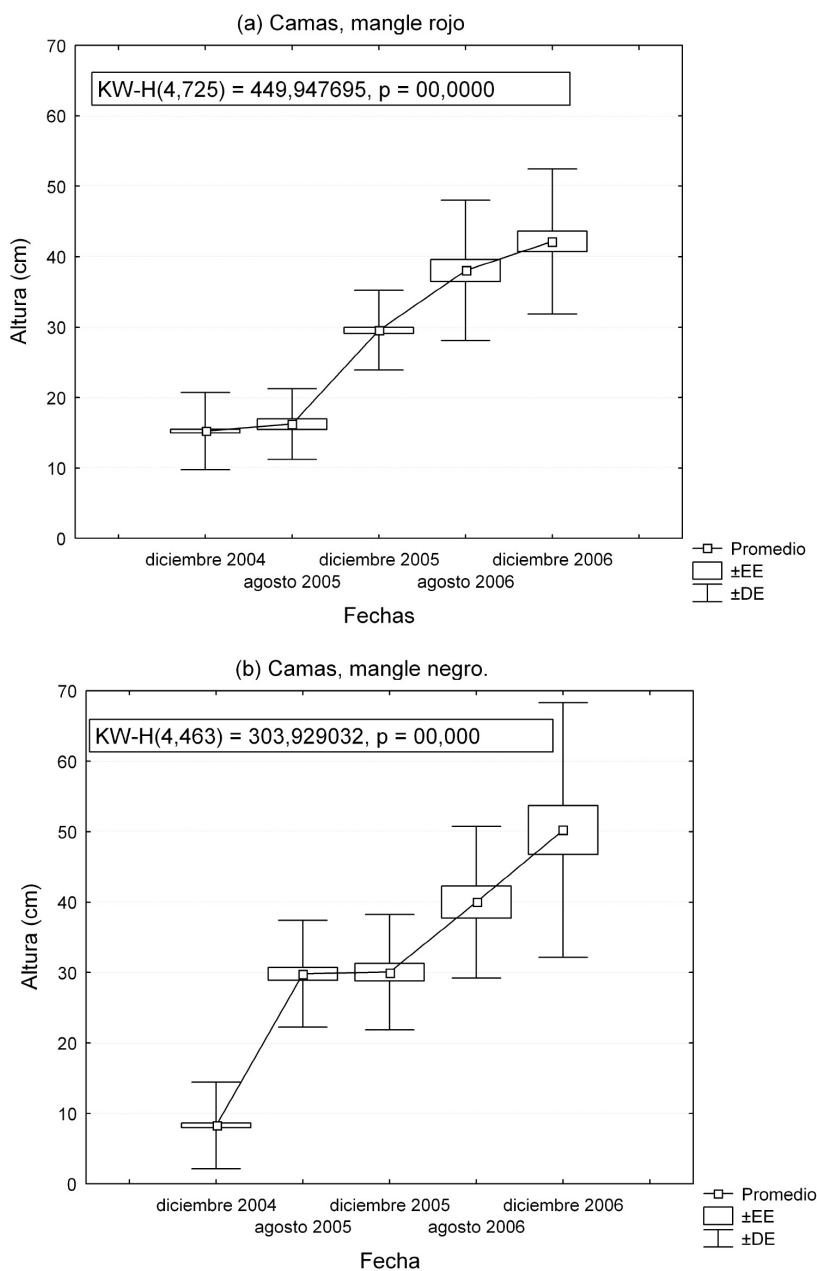 (a) Camas, mangle rojo
70
KW-H(4,725) = 449,947695, p = 00,0000
60
50
40
30
20
10
0
Altura (cm)
diciembre 2004
agosto 2005
diciembre 2005
agosto 2006
diciembre 2006
Fechas
Promedio
±EE
±DE
(b) Camas, mangle negro.
70
KW-H(4,463) = 303,929032, p = 00,000
60
50
40
30
20
10
0
Altura (cm)
diciembre 2004
agosto 2005
diciembre 2005
agosto 2006
diciembre 2006
Fecha
Promedio
±EE
±DE